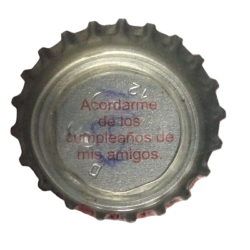 Acordarme
de los
cumpleaños de
mis amigos.